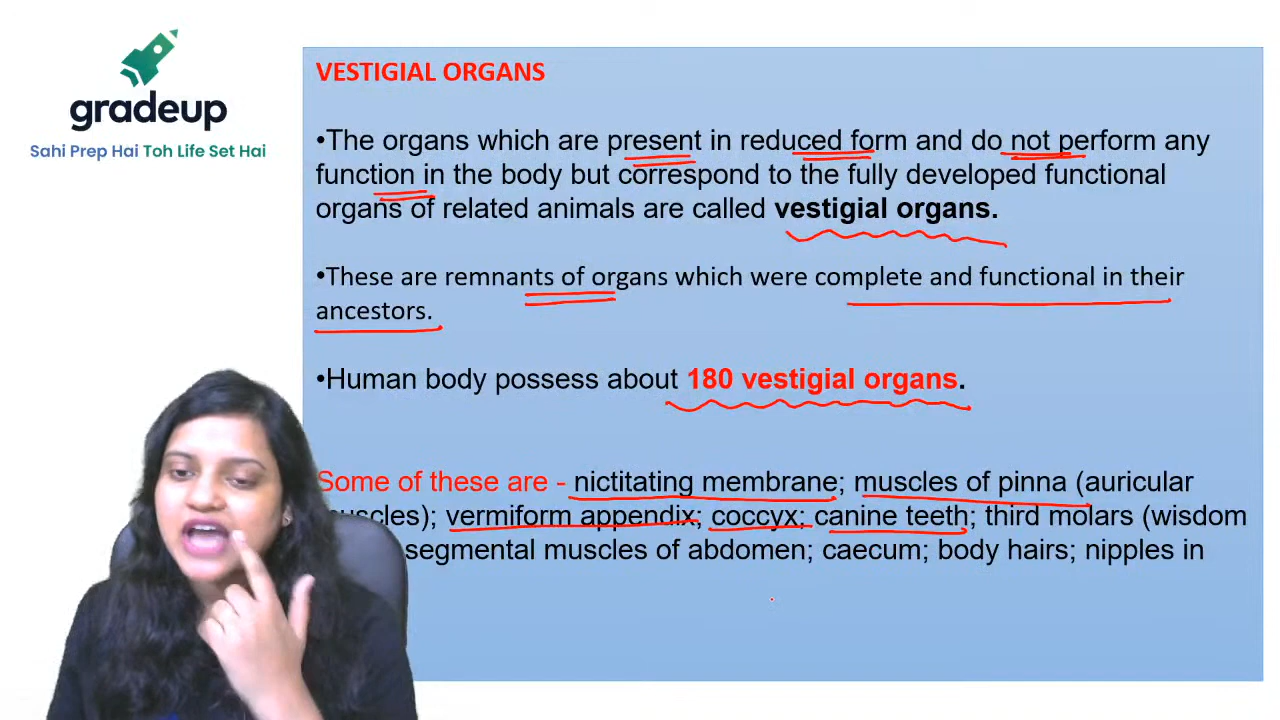 gradeup
Sahi Prep Hai Toh Life Set Hai
VESTIGIAL ORGANS
•The organs which are present in reduced form and do not perform any
function in the body but correspond to the fully developed functional
organs of related animals are called vestigial organs.
•These are remnants of organs which were complete and functional in their
ancestors.
•Human body possess about 180 vestigial organs.
Some of these are - nictitating membrane; muscles of pinna (auricular
muscles); vermiform appendix; coccyx; canine teeth; third molars (wisdom
segmental muscles of abdomen; caecum; body hairs; nipples in